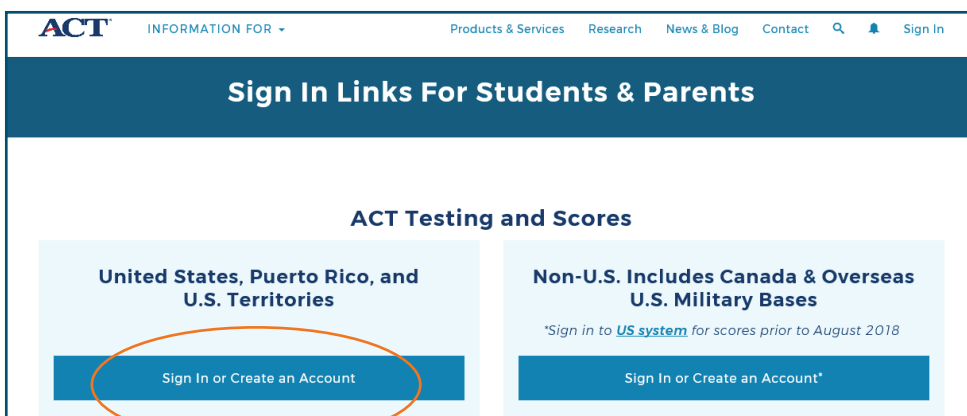 ACT INFORMATION FOR Products & Services Research News & Blog Contact Sign In
Sign In Links For Students & Parents
ACT Testing and Scores
United States, Puerto Rico, and
U.S. Territories
Sign In or Create an Account
Non-U.S. Includes Canada & Overseas
U.S. Military Bases
*Sign in to US system for scores prior to August 2018
Sign In or Create an Account*